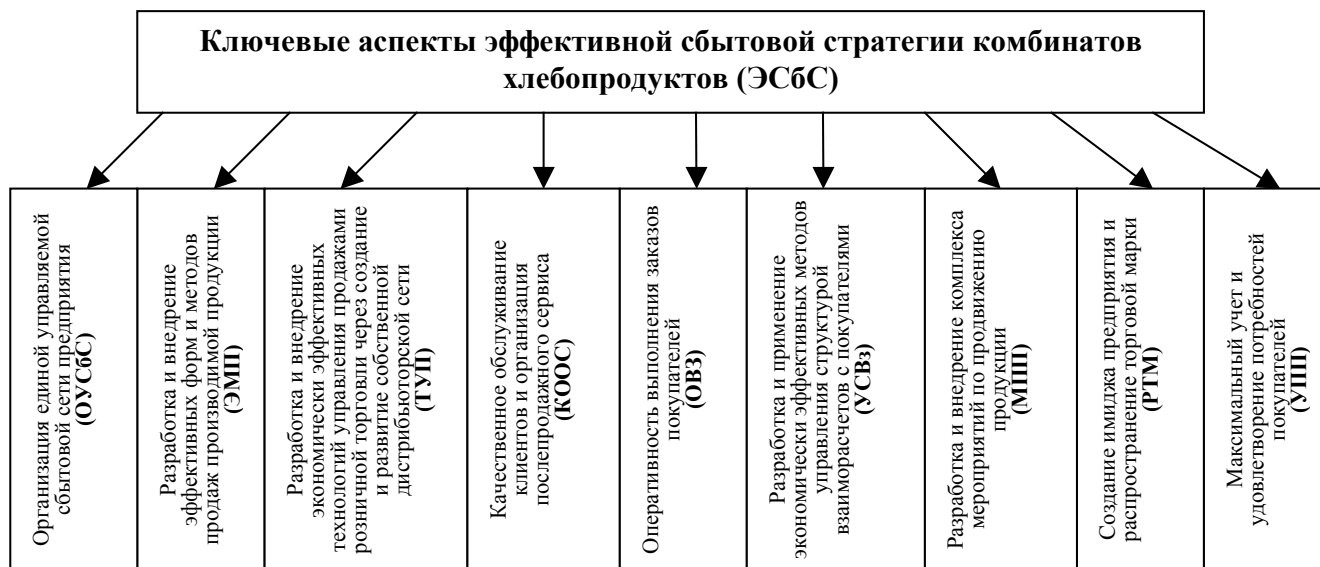 Ключевые аспекты эффективной сбытовой стратегии комбинатов
хлебопродуктов (ЭСбС)
Организация единой управляемой
сбытовой сети предприятия
(ОУСбС)
Разработка и внедрение
эффективных форм и методов
продаж производимой продукции
(ЭМП)
Разработка и внедрение
экономически эффективных
технологий управления продажами
розничной торговли через создание
и развитие собственной
дистрибьюторской сети
(ТУП)
Качественное обслуживание
клиентов и организация
послепродажного сервиса
(КООС)
Оперативность выполнения заказов
покупателей
(ОВЗ)
Разработка и применение
экономически эффективных методов
управления структурой
взаиморасчетов с покупателями
(УСВз)
Разработка и внедрение комплекса
мероприятий по продвижению
продукции
(МПП)
Создание имиджа предприятия и
распространение торговой марки
(РТМ)
Максимальный учет и
удовлетворение потребностей
покупателей
(УПП)